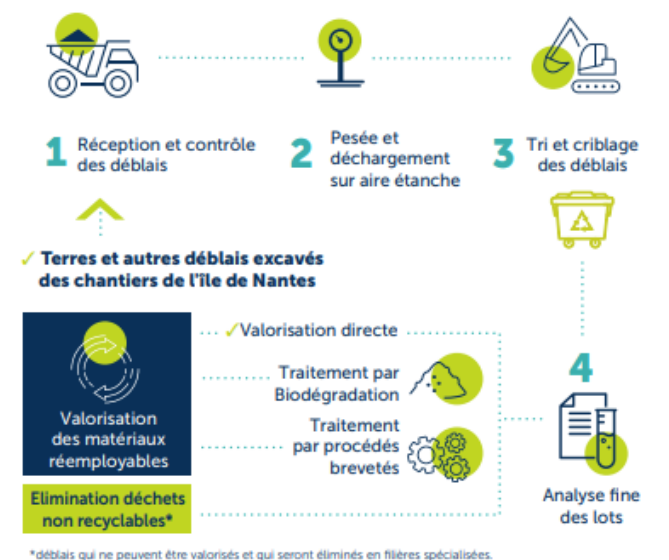 1 Réception et contrôle
des déblais
2 Pesée et
déchargement
sur aire étanche
3 Tri et criblage
des déblais
✓ Terres et autres déblais excavés
des chantiers de l'île de Nantes
✓Valorisation directe
Traitement par
Biodégradation
Traitement
par procédés
brevetés
4
Analyse fine
des lots
Valorisation
des matériaux
réemployables
Elimination déchets
non recyclables*
*déblais qui ne peuvent être valorisés et qui seront éliminés en filières spécialisées.